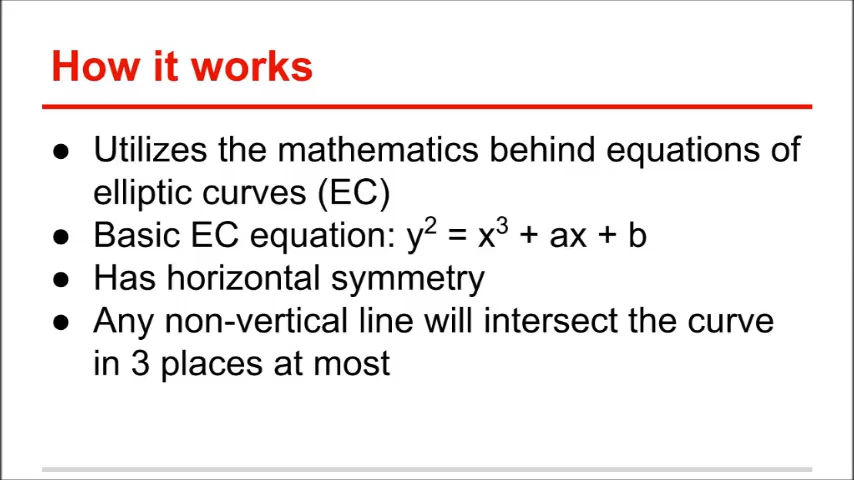 How it works
● Utilizes the mathematics behind equations of
elliptic curves (EC)
● Basic EC equation: y² = x³ + ax + b
● Has horizontal symmetry
● Any non-vertical line will intersect the curve
in 3 places at most